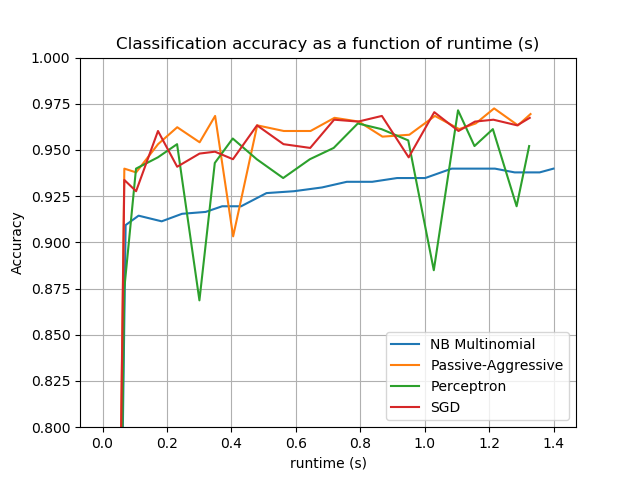 Classification accuracy as a function of runtime (s)
1.000
0.975
0.950
0.925
0.900
0.875
0.850
0.825
0.800
Accuracy
NB Multinomial
Passive-Aggressive
Perceptron
SGD
0.0 0.2 0.4 0.6 0.8 1.0 1.2 1.4
runtime (s)